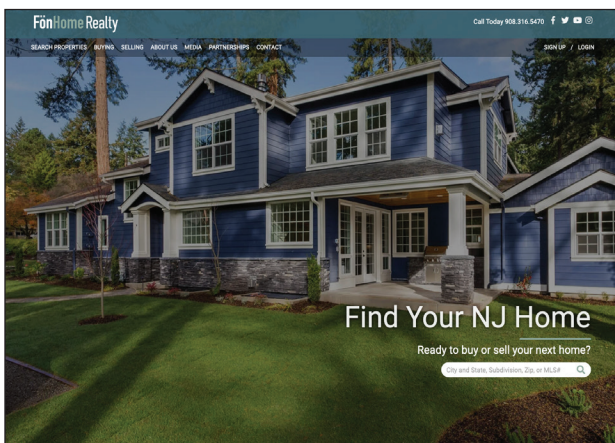 FönHome Realty
Call Today 908.316.5470
SEARCH PROPERTIES BUYING SELLING ABOUT US MEDIA PARTNERSHIPS CONTACT
SIGN UP / LOGIN
Find Your NJ Home
Ready to buy or sell your next home?
City and State, Subdivision, Zip, or MLS#